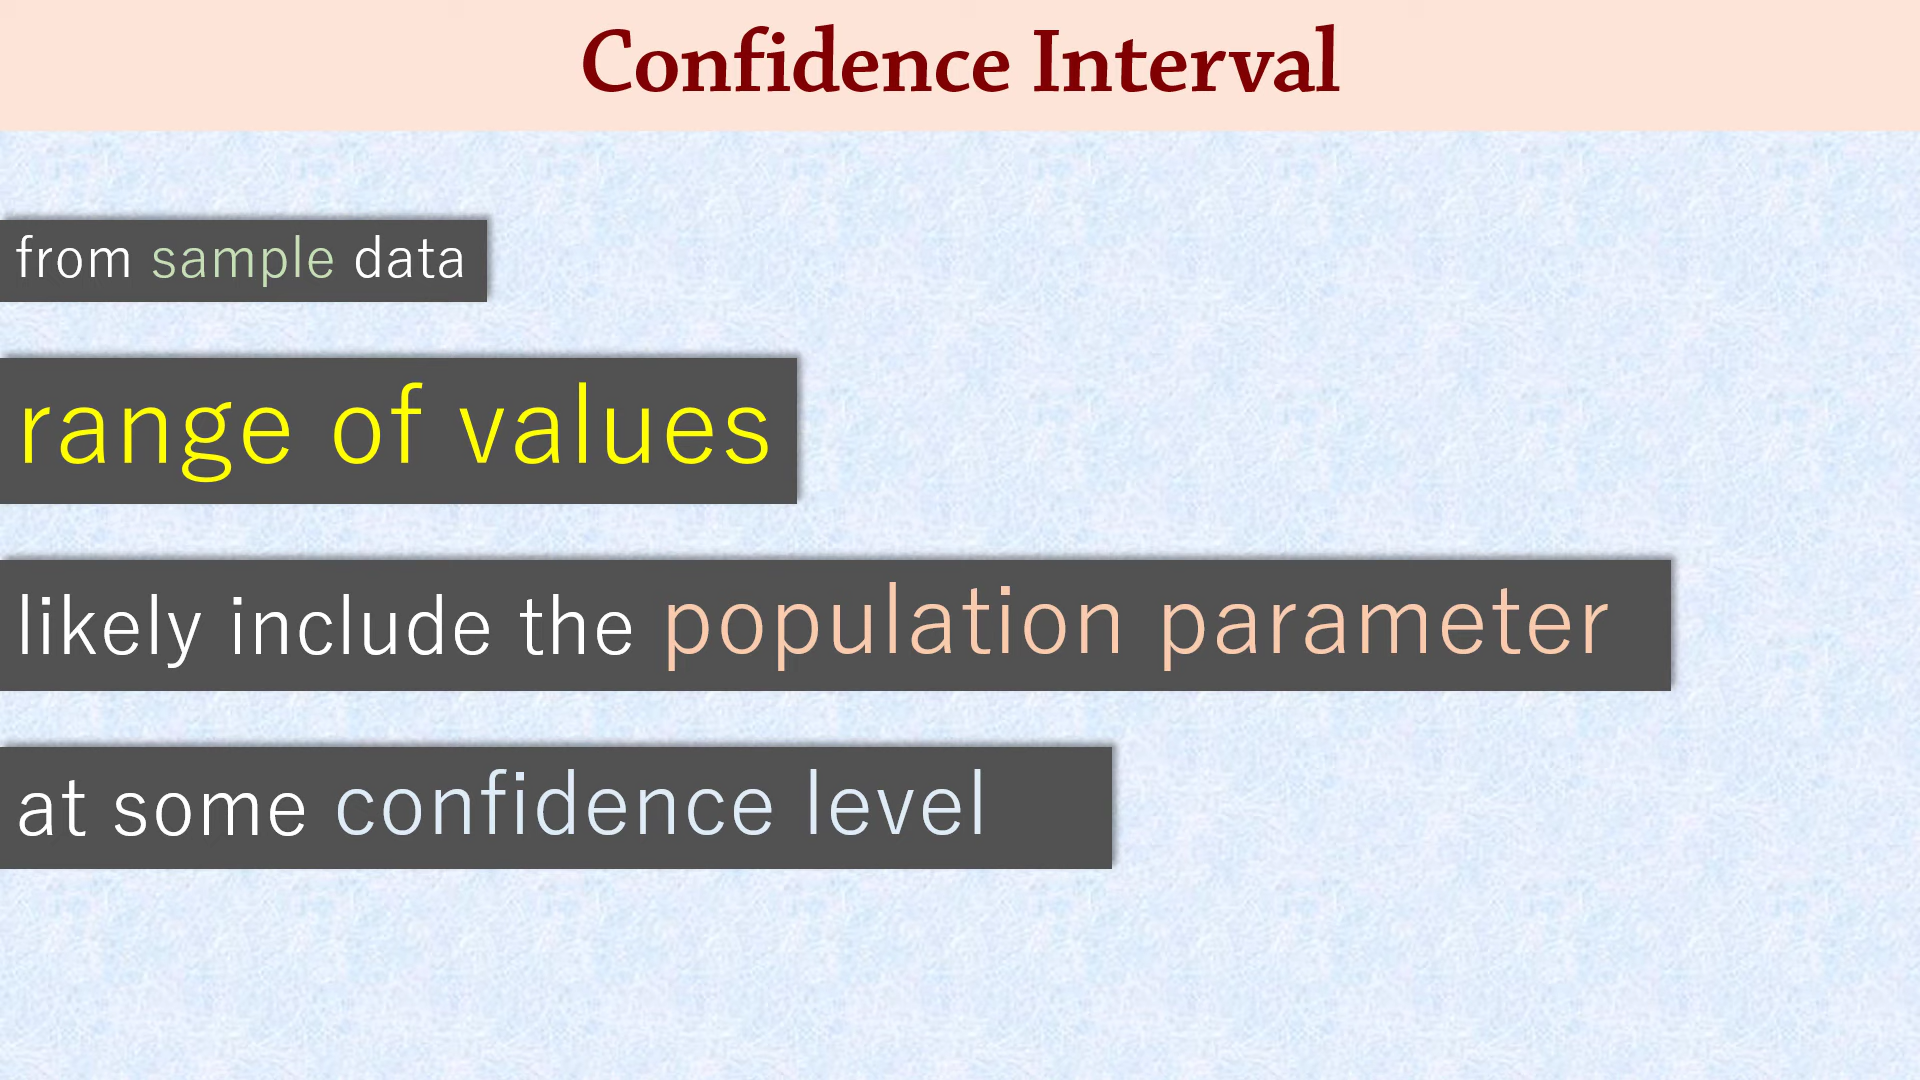 Confidence Interval
from sample data
range of values
likely include the population parameter
at some confidence level